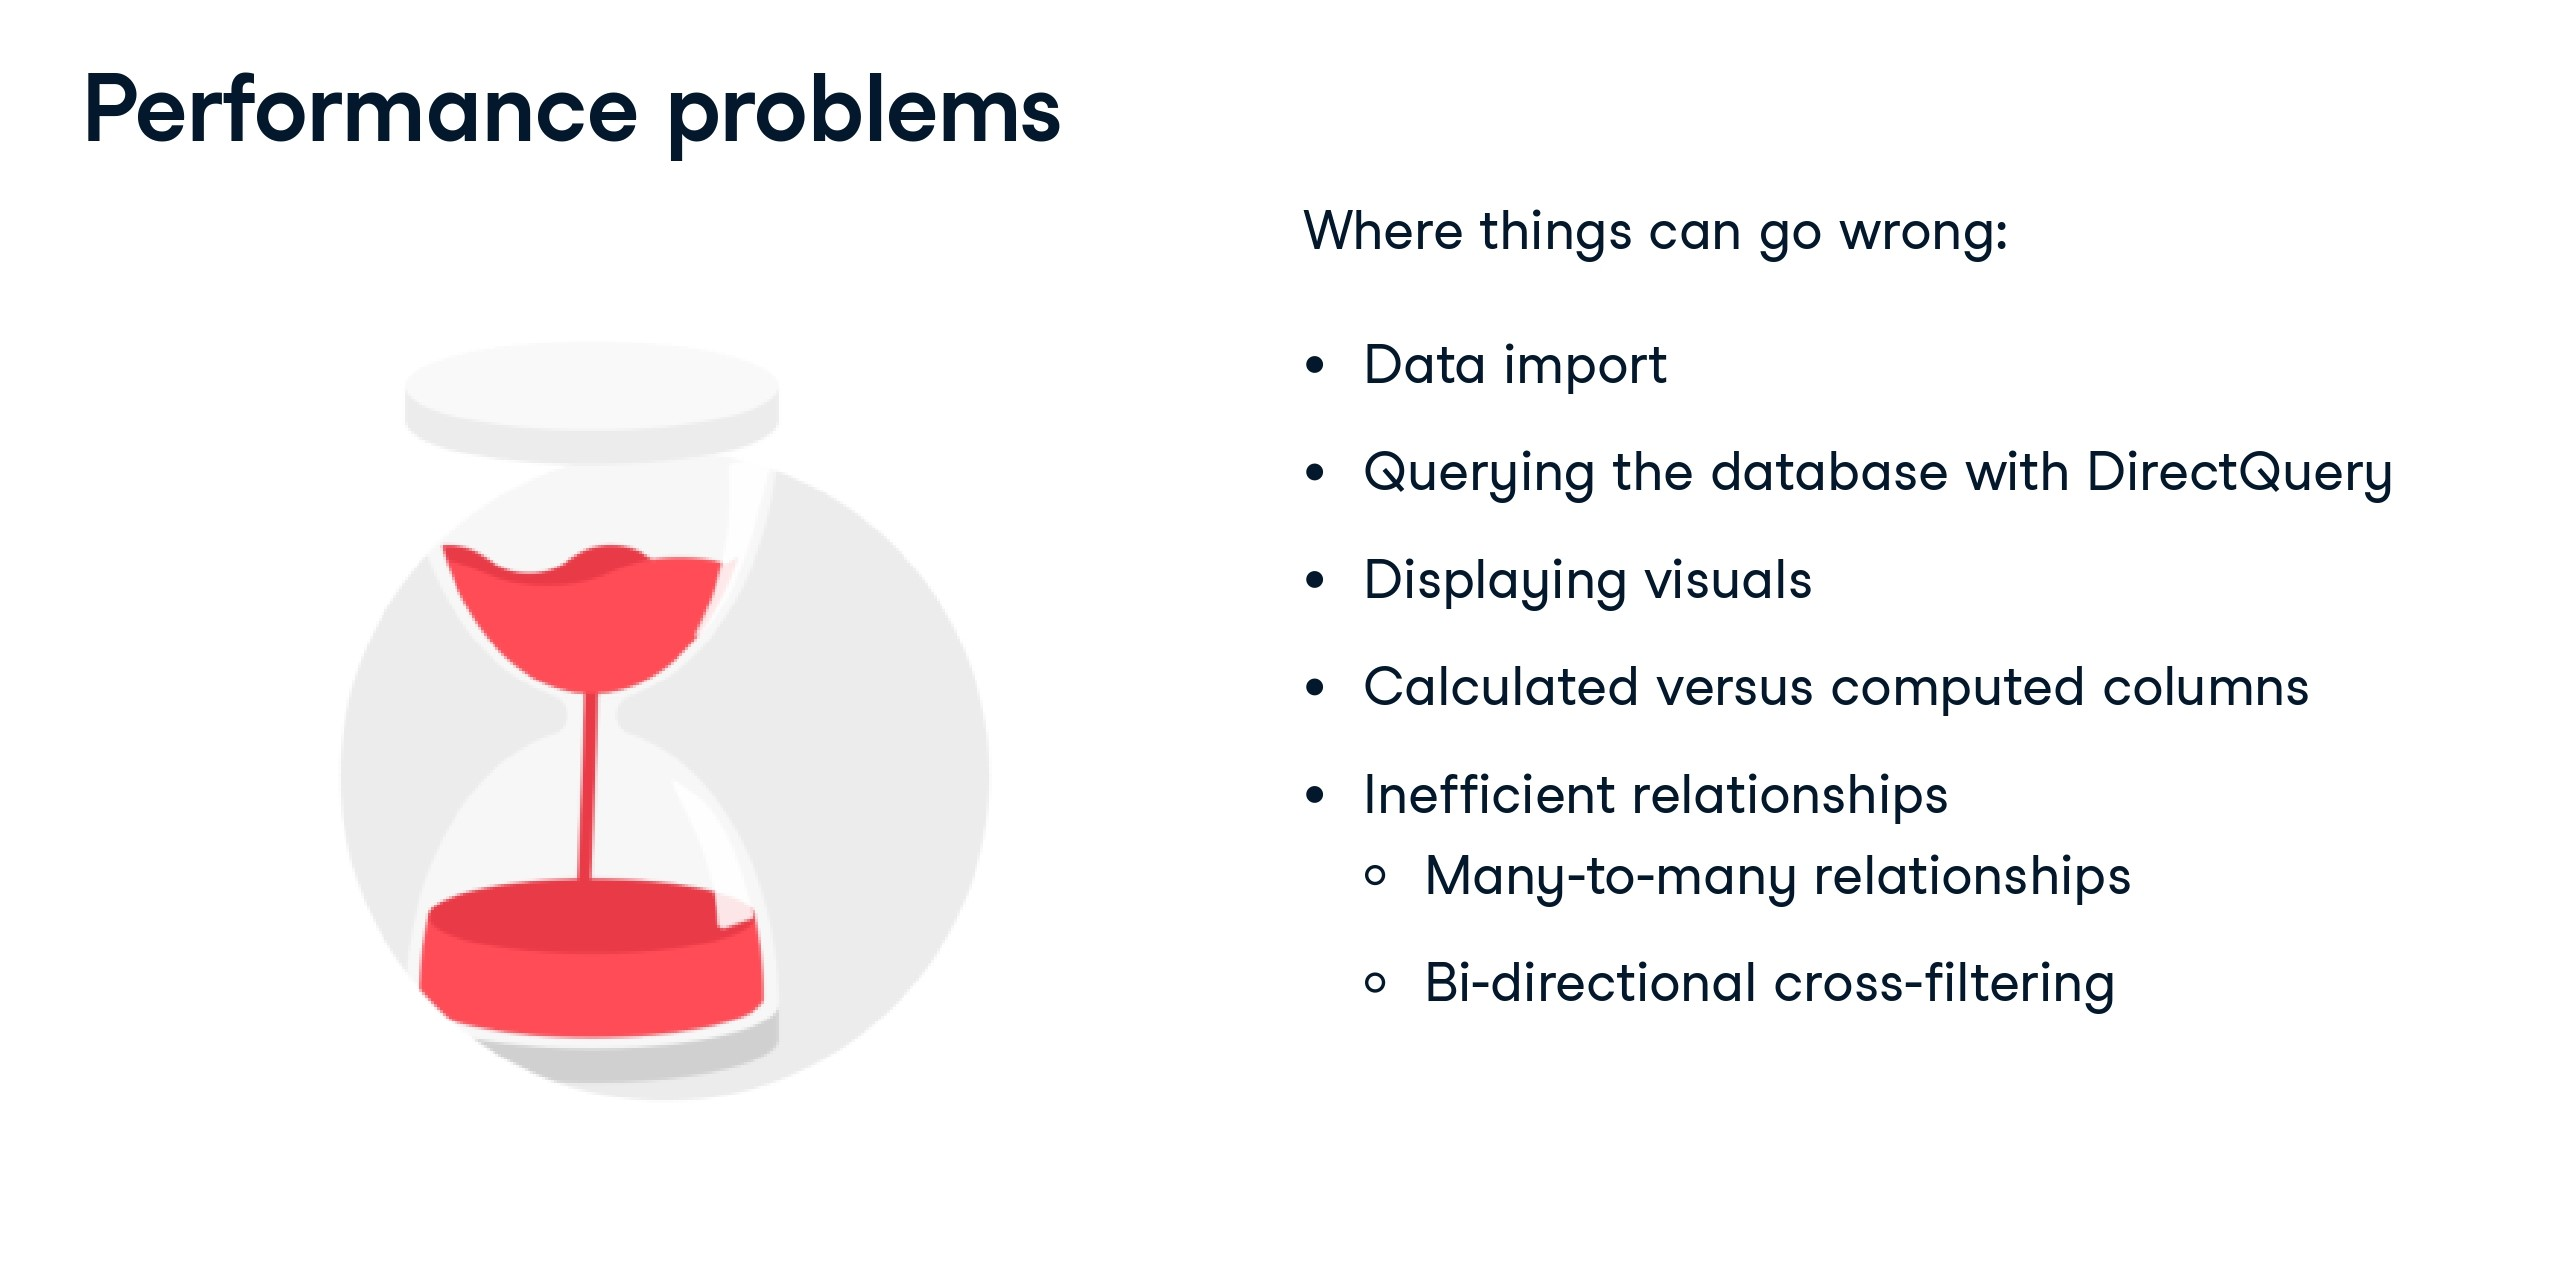 Performance problems
Where things can go wrong:
• Data import
• Querying the database with DirectQuery
• Displaying visuals
• Calculated versus computed columns
• Inefficient relationships
○ Many-to-many relationships
○ Bi-directional cross-filtering